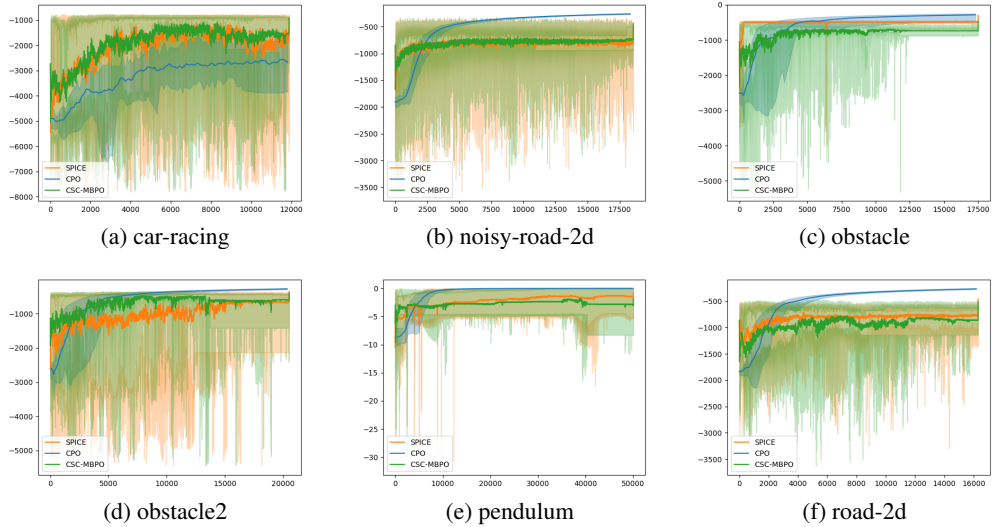 -1000
-2000
-3000
-4000
-5000
-6000
-7000
-8000
0 2000 4000 6000 8000 10000 12000
SPICE
CPO
CSC-MBPO
(a) car-racing
-500
-1000
-1500
-2000
-2500
-3000
-3500
0 2500 5000 7500 10000 12500 15000 17500
SPICE
CPO
CSC-MBPO
(b) noisy-road-2d
0
-1000
-2000
-3000
-4000
-5000
0 2500 5000 7500 10000 12500 15000 17500
SPICE
CPO
CSC-MBPO
(c) obstacle
-1000
-2000
-3000
-4000
-5000
0 5000 10000 15000 20000
SPICE
CPO
CSC-MBPO
(d) obstacle2
0
-5
-10
-15
-20
-25
-30
0 10000 20000 30000 40000 50000
SPICE
CPO
CSC-MBPO
(e) pendulum
-500
-1000
-1500
-2000
-2500
-3000
-3500
0 2000 4000 6000 8000 10000 12000 14000 16000
SPICE
CPO
CSC-MBPO
(f) road-2d